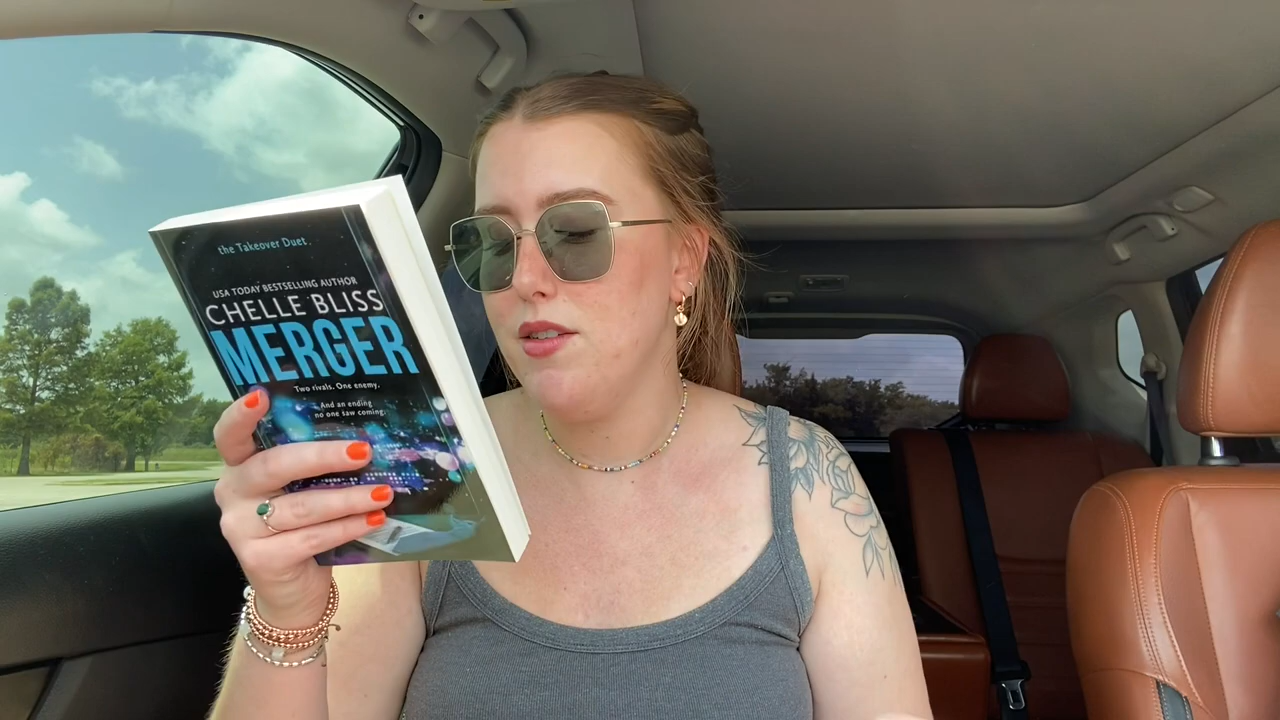 the Takeover Duet
USA TODAY BESTSELLING AUTHOR
CHELLE BLISS
MERGER
Two rivals. One enemy.
And an ending
no one saw coming.